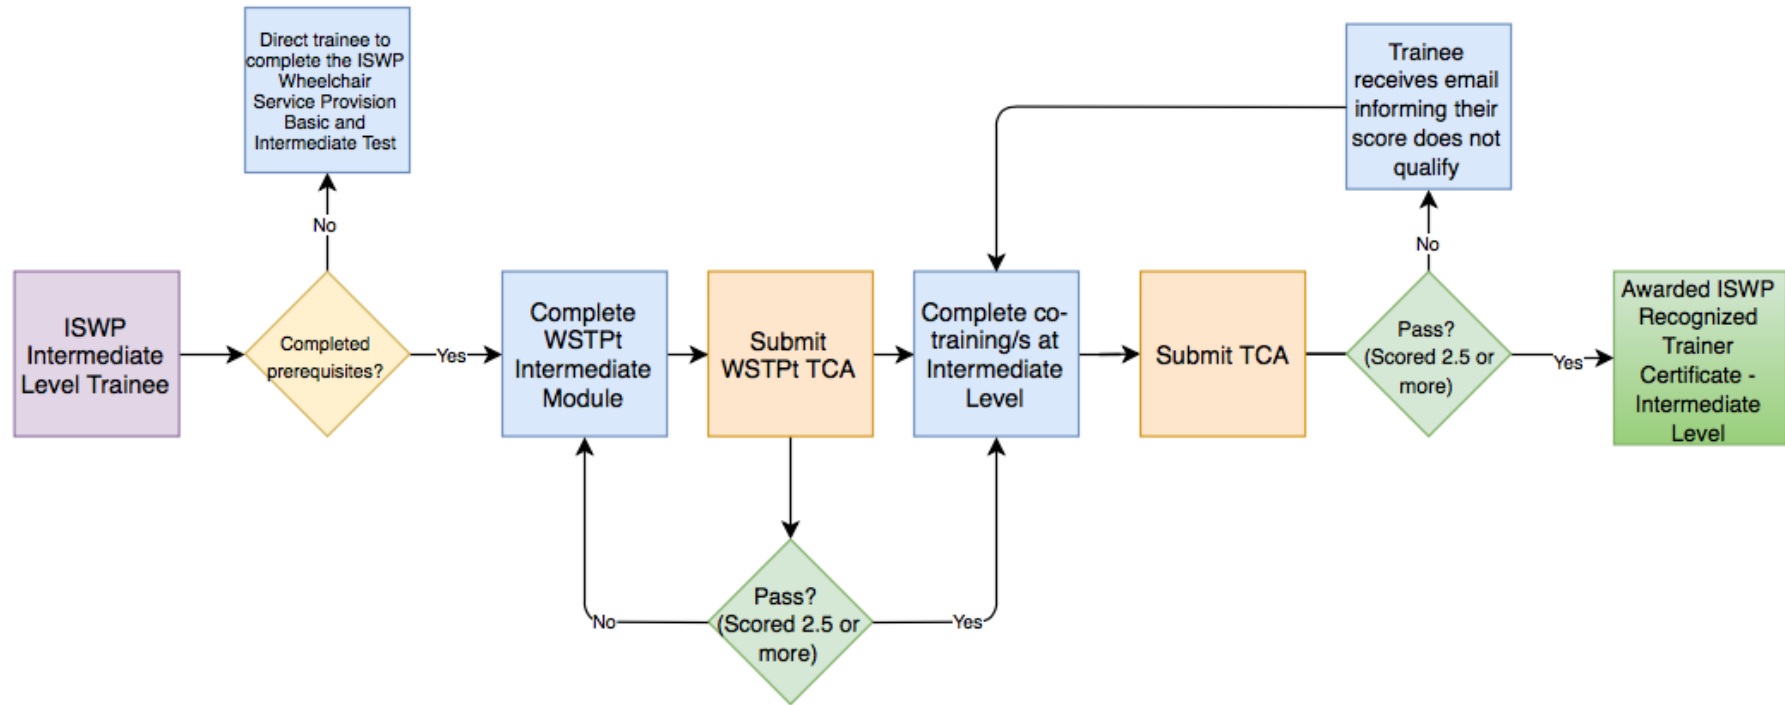 Direct trainee to
complete the ISWP
Wheelchair
Service Provision
Basic and
Intermediate Test
Trainee
receives email
informing their
score does not
qualify
No
No
ISWP
Intermediate
Level Trainee
Completed
prerequisites?
Yes
Complete
WSTPt
Intermediate
Module
Submit
WSTPt TCA
Complete co-
training/s at
Intermediate
Level
Submit TCA
Pass?
(Scored 2.5 or
more)
Yes
Awarded ISWP
Recognized
Trainer
Certificate -
Intermediate
Level
No
Pass?
(Scored 2.5 or
more)
Yes